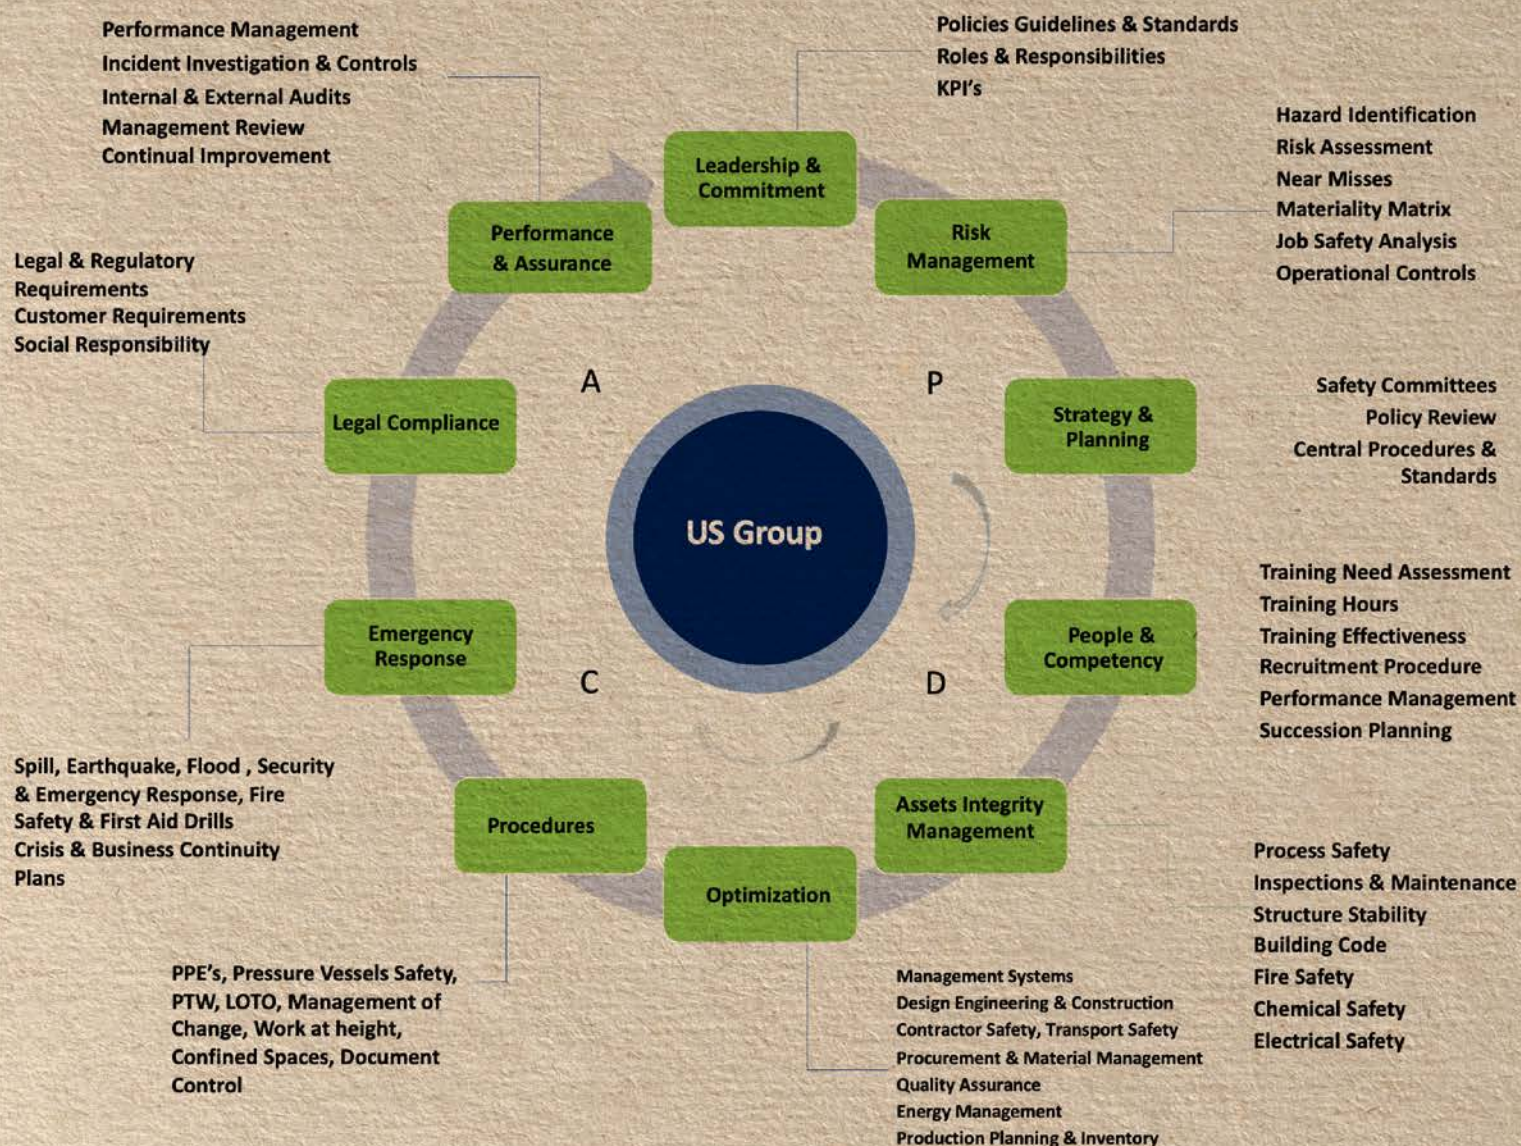 Performance Management
Incident Investigation & Controls
Internal & External Audits
Management Review
Continual Improvement
Policies Guidelines & Standards
Roles & Responsibilities
KPI's
Hazard Identification
Risk Assessment
Near Misses
Materiality Matrix
Job Safety Analysis
Operational Controls
Leadership &
Commitment
Performance
& Assurance
Risk
Management
Legal & Regulatory
Requirements
Customer Requirements
Social Responsibility
A
P
Legal Compliance
Strategy &
Planning
Safety Committees
Policy Review
Central Procedures &
Standards
US Group
Emergency
Response
People &
Competency
Training Need Assessment
Training Hours
Training Effectiveness
Recruitment Procedure
Performance Management
Succession Planning
C
D
Spill, Earthquake, Flood , Security
& Emergency Response, Fire
Safety & First Aid Drills
Crisis & Business Continuity
Plans
Procedures
Optimization
Assets Integrity
Management
Process Safety
Inspections & Maintenance
Structure Stability
Building Code
Fire Safety
Chemical Safety
Electrical Safety
PPE's, Pressure Vessels Safety,
PTW, LOTO, Management of
Change, Work at height,
Confined Spaces, Document
Control
Management Systems
Design Engineering & Construction
Contractor Safety, Transport Safety
Procurement & Material Management
Quality Assurance
Energy Management
Production Planning & Inventory